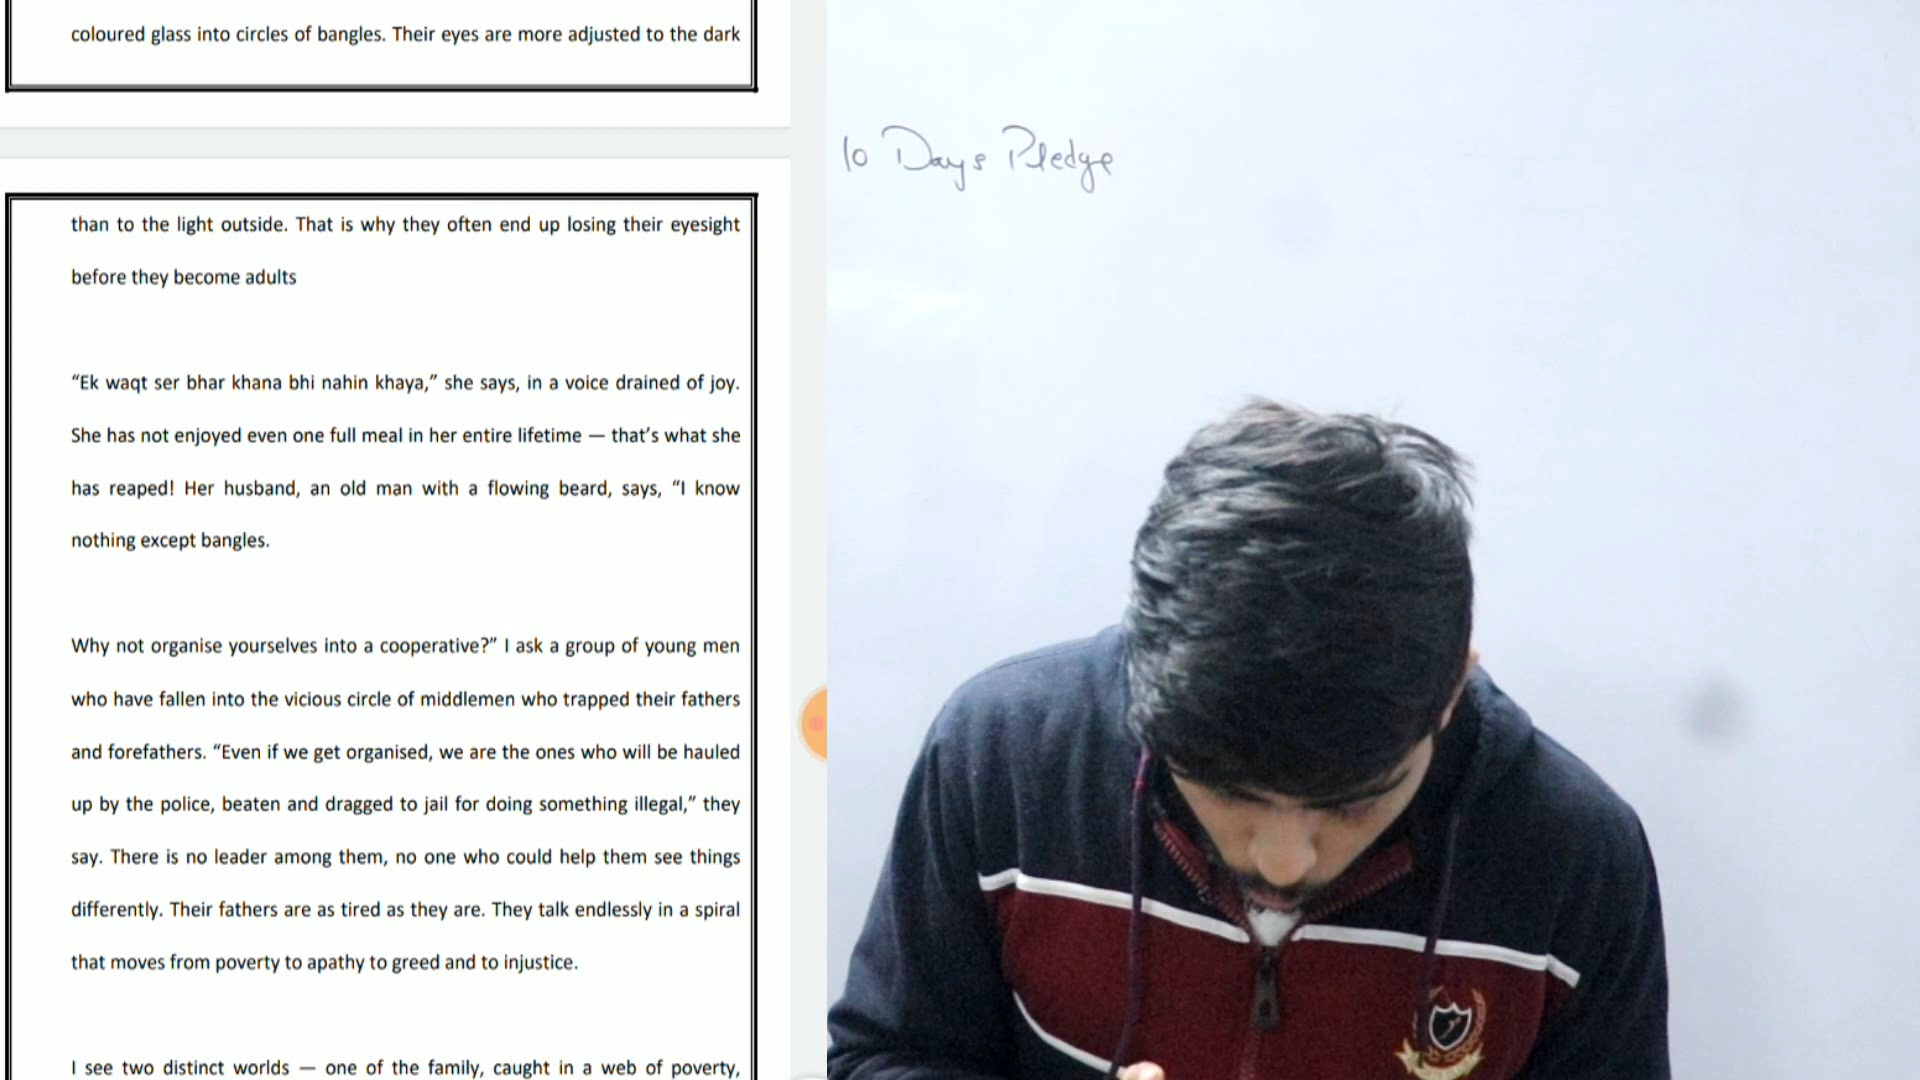 coloured glass into circles of bangles. Their eyes are more adjusted to the dark
than to the light outside. That is why they often end up losing their eyesight
before they become adults
“Ek waqt ser bhar khana bhi nahin khaya,” she says, in a voice drained of joy.
She has not enjoyed even one full meal in her entire lifetime — that’s what she
has reaped! Her husband, an old man with a flowing beard, says, “I know
nothing except bangles.
Why not organise yourselves into a cooperative?” I ask a group of young men
who have fallen into the vicious circle of middlemen who trapped their fathers
and forefathers. “Even if we get organised, we are the ones who will be hauled
up by the police, beaten and dragged to jail for doing something illegal,” they
say. There is no leader among them, no one who could help them see things
differently. Their fathers are as tired as they are. They talk endlessly in a spiral
that moves from poverty to apathy to greed and to injustice.
I see two distinct worlds — one of the family, caught in a web of poverty,
10 Days Pledge